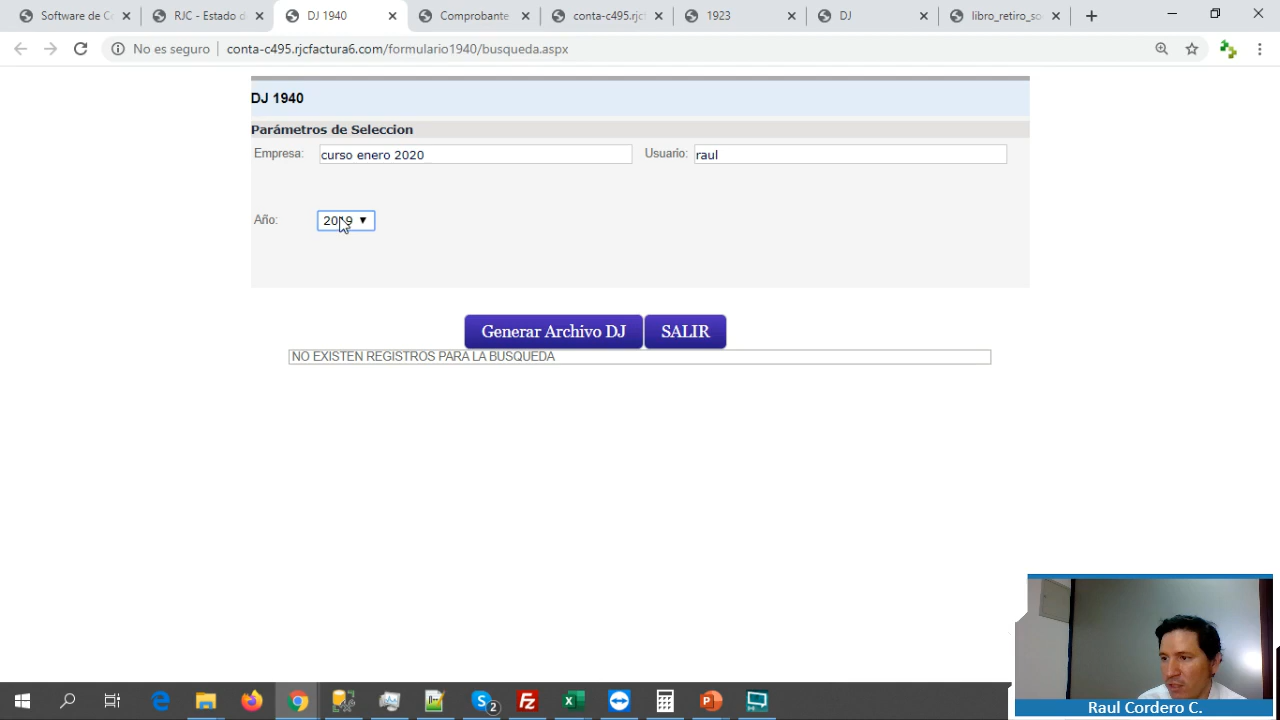 Software de C
RJC - Estado d
DJ 1940
Comprobante
conta-c495.rjc
1923
DJ
libro_retiro_so
No es seguro
conta-c495.rjcfactura6.com/formulario1940/busqueda.aspx
DJ 1940
Parámetros de Seleccion
Empresa: curso enero 2020 Usuario: raul
Año: 2019
Generar Archivo DJ SALIR
NO EXISTEN REGISTROS PARA LA BUSQUEDA
2
Raul Cordero C.